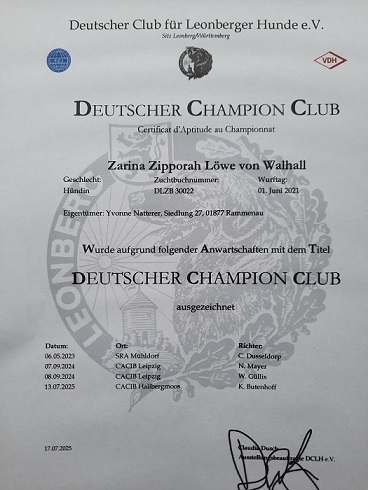 Deutscher Club für Leonberger Hunde e.V.
Sitz Leonberg/Württemberg
VDH
DEUTSCHER CHAMPION CLUB
Certificat d'Aptitude au Championnat
Zarina Zipporah Löwe von Walhall
Geschlecht: Zuchtbuchnummer: Wurftag:
Hündin DLZB 30022 01. Juni 2021
Eigentümer: Yvonne Natterer, Siedlung 27, 01877 Rammenau
Wurde aufgrund folgender Anwartschaften mit dem Titel
DEUTSCHER CHAMPION CLUB
ausgezeichnet
Datum: Ort: Richter:
06.05.2023 SRA Mühldorf C. Dusseldorp
07.09.2024 CACIB Leipzig N. Mayer
08.09.2024 CACIB Leipzig W. Güllix
13.07.2025 CACIB Hallbergmoos K. Butenhoff
17.07.2025
Claudia Dusch
Ausstellungsbeauftragte DCLH e.V.
LEONBERG